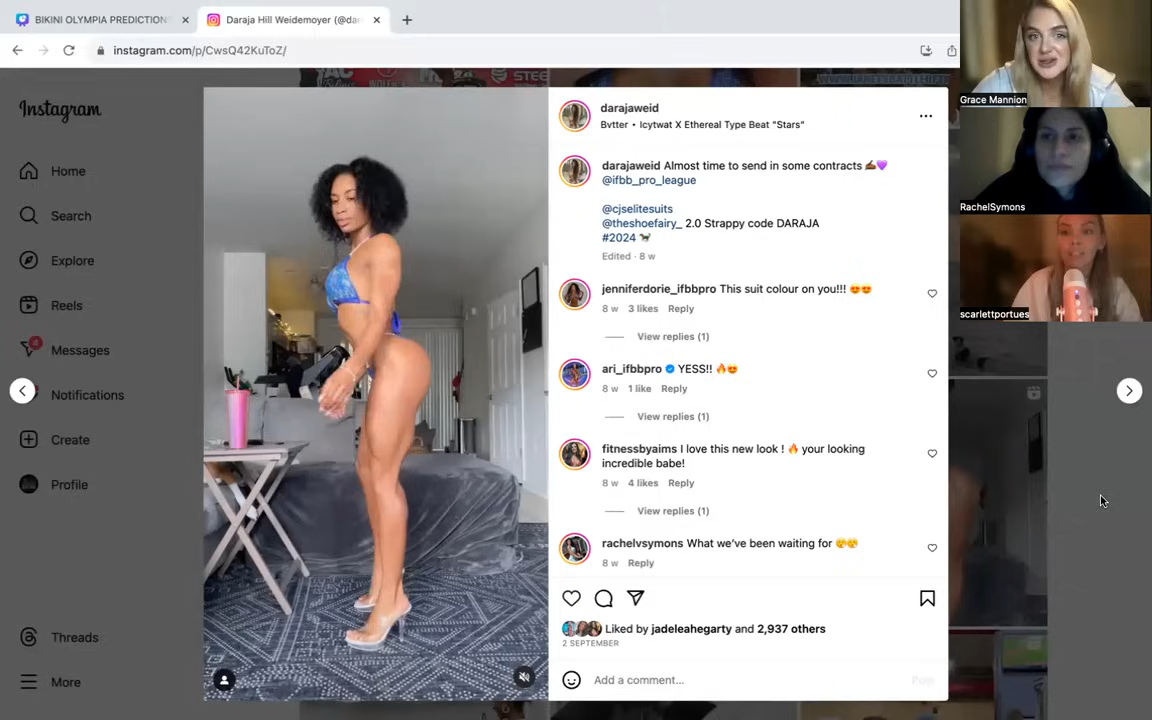 BIKINI OLYMPIA PREDICTION
Daraja Hill Weidemoyer (@da
instagram.com/p/CwsQ42KuToZ/
Instagram
Home
Search
Explore
Reels
4
Messages
Notifications
Create
Profile
Threads
More
STEE
darajaweid
Bvtter • Icytwat X Ethereal Type Beat "Stars"
darajaweid Almost time to send in some contracts ✍🏾💜
@ifbb_pro_league
@cjselitesuits
@theshoefairy_ 2.0 Strappy code DARAJA
#2024 🐆
Edited · 8 w
jenniferdorie_ifbbpro This suit colour on you!!! 😍😍
8 w 3 likes Reply
View replies (1)
ari_ifbbpro YESS!! 🔥😍
8 w 1 like Reply
View replies (1)
fitnessbyaims I love this new look ! 🔥 your looking
incredible babe!
8 w 4 likes Reply
View replies (1)
rachelvsymons What we've been waiting for
8 w Reply
Liked by jadeleahegarty and 2,937 others
2 SEPTEMBER
Add a comment...
Post
Grace Mannion
RachelSymons
scarlettportues